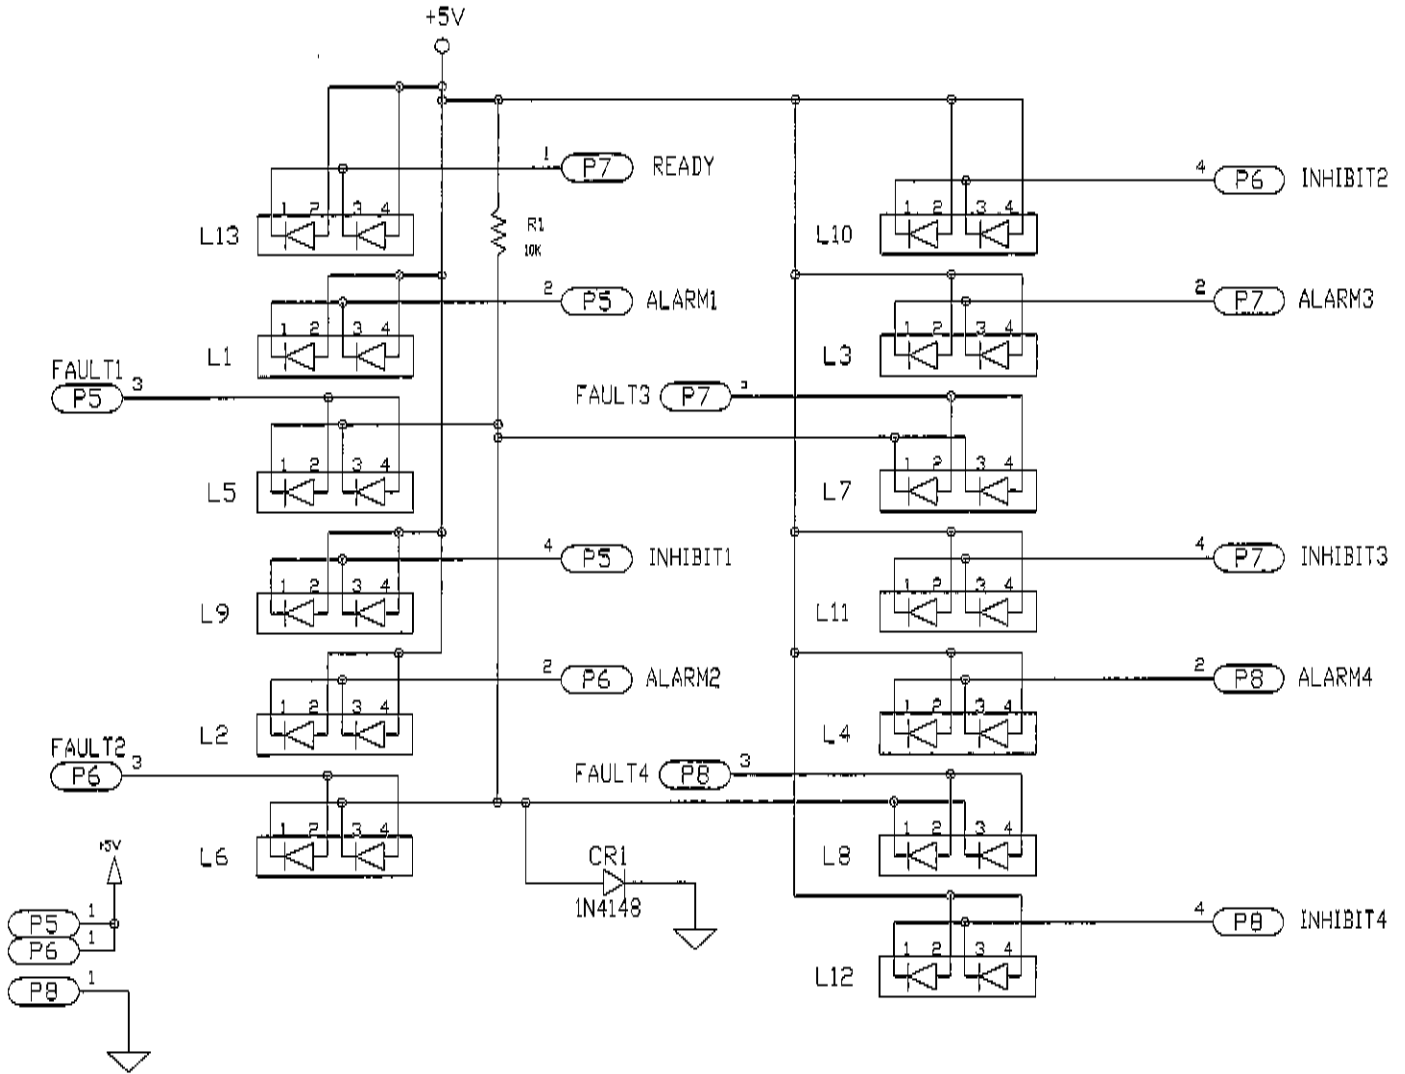 +5V
1 P7 READY
4 P6 INHIBIT2
1 2 3 4
1 2 3 4
L13
R1
10K
L10
2 P5 ALARM1
2 P7 ALARM3
1 2 3 4
1 2 3 4
L1
L3
FAULT1
P5 3
FAULT3 P7 3
1 2 3 4
1 2 3 4
L5
L7
4 P5 INHIBIT1
4 P7 INHIBIT3
1 2 3 4
1 2 3 4
L9
L11
2 P6 ALARM2
2 P8 ALARM4
1 2 3 4
1 2 3 4
L2
L4
FAULT2
P6 3
FAULT4 P8 3
1 2 3 4
1 2 3 4
L6
L8
+5V
CR1
1N4148
P5 1
P6 1
P8 1
4 P8 INHIBIT4
1 2 3 4
L12